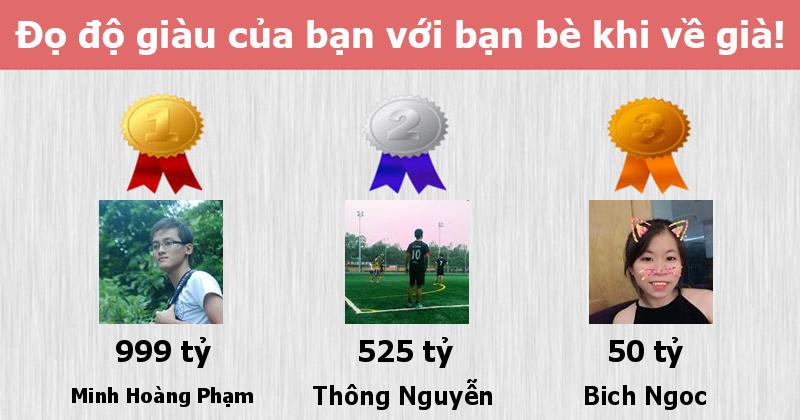 Đọ độ giàu của bạn với bạn bè khi về già!
1
2
3
10
999 tỷ
525 tỷ
50 tỷ
Minh Hoàng Phạm
Thông Nguyễn
Bich Ngoc